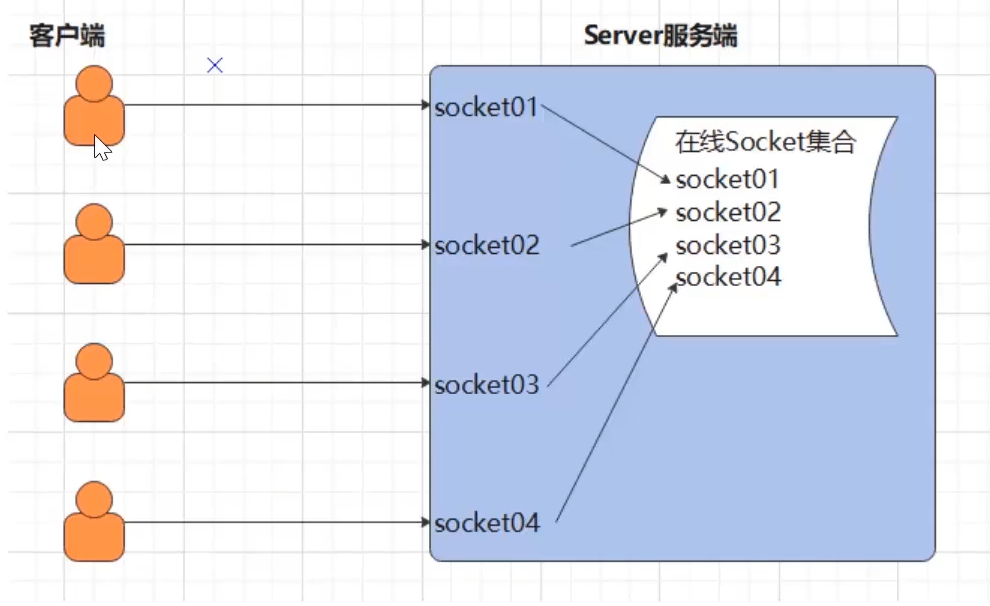 客户端
Server服务端
socket01
socket02
socket03
socket04
在线Socket集合
socket01
socket02
socket03
socket04